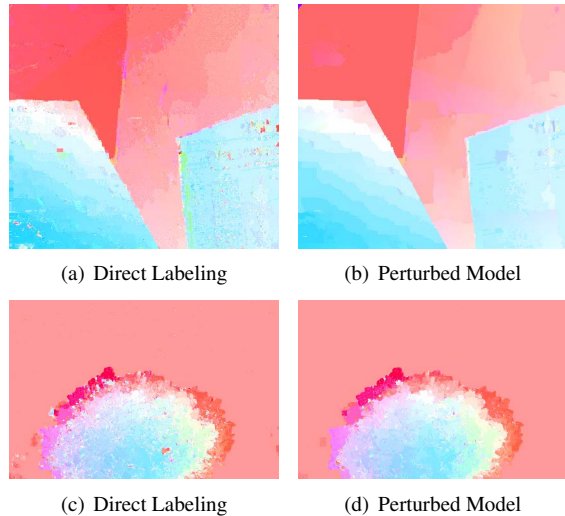 (a) Direct Labeling
(b) Perturbed Model
(c) Direct Labeling
(d) Perturbed Model